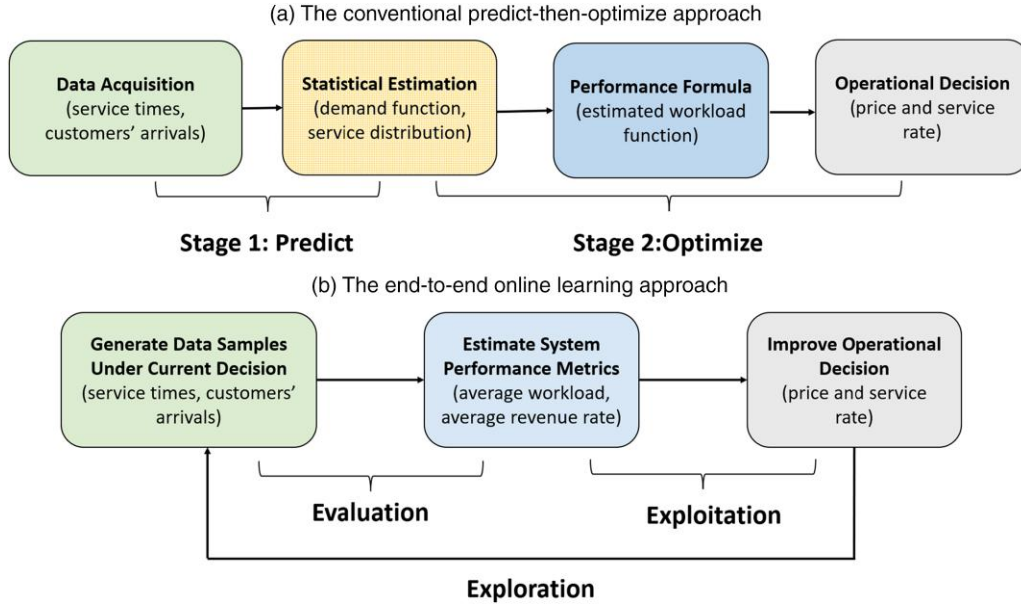 (a) The conventional predict-then-optimize approach
Data Acquisition
(service times,
customers' arrivals)
Statistical Estimation
(demand function,
service distribution)
Performance Formula
(estimated workload
function)
Operational Decision
(price and service
rate)
Stage 1: Predict
Stage 2:Optimize
(b) The end-to-end online learning approach
Generate Data Samples
Under Current Decision
(service times, customers'
arrivals)
Estimate System
Performance Metrics
(average workload,
average revenue rate)
Improve Operational
Decision
(price and service
rate)
Evaluation
Exploitation
Exploration